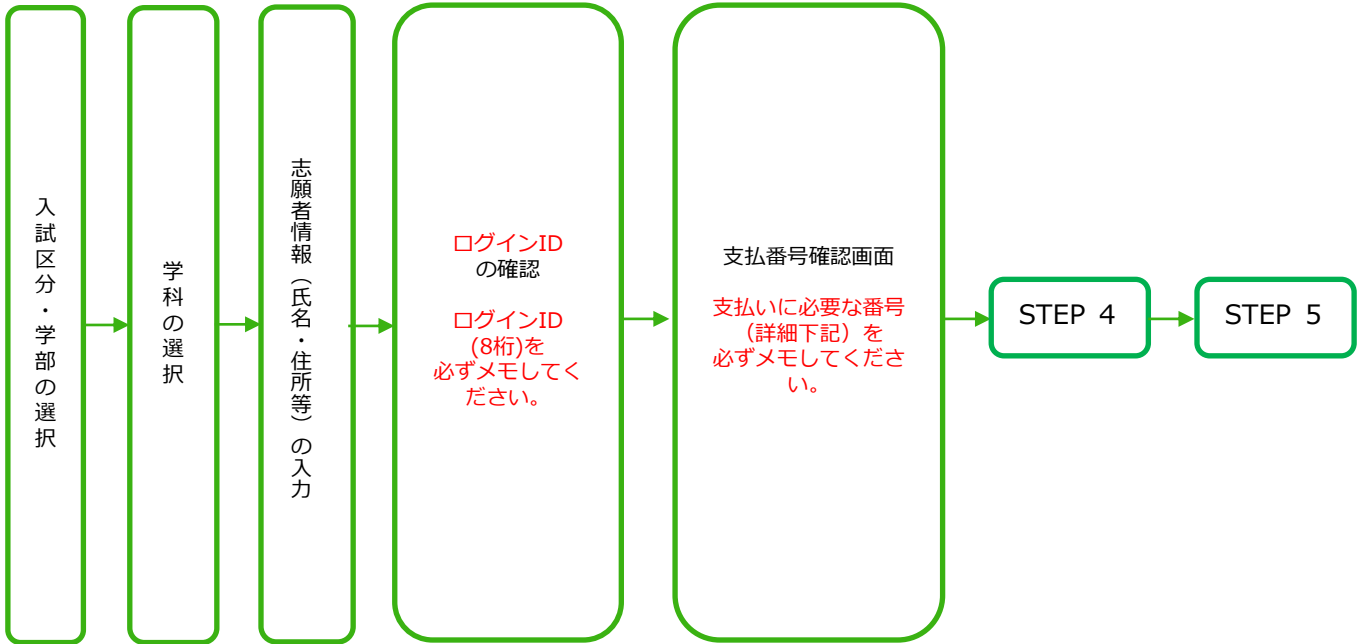 入試区分・学部の選択
学科の選択
志願者情報（氏名・住所等）の入力
ログインID
の確認
ログインID
(8桁)を
必ずメモしてく
ださい。
支払番号確認画面
支払いに必要な番号
（詳細下記）を
必ずメモしてくださ
い。
STEP 4
STEP 5